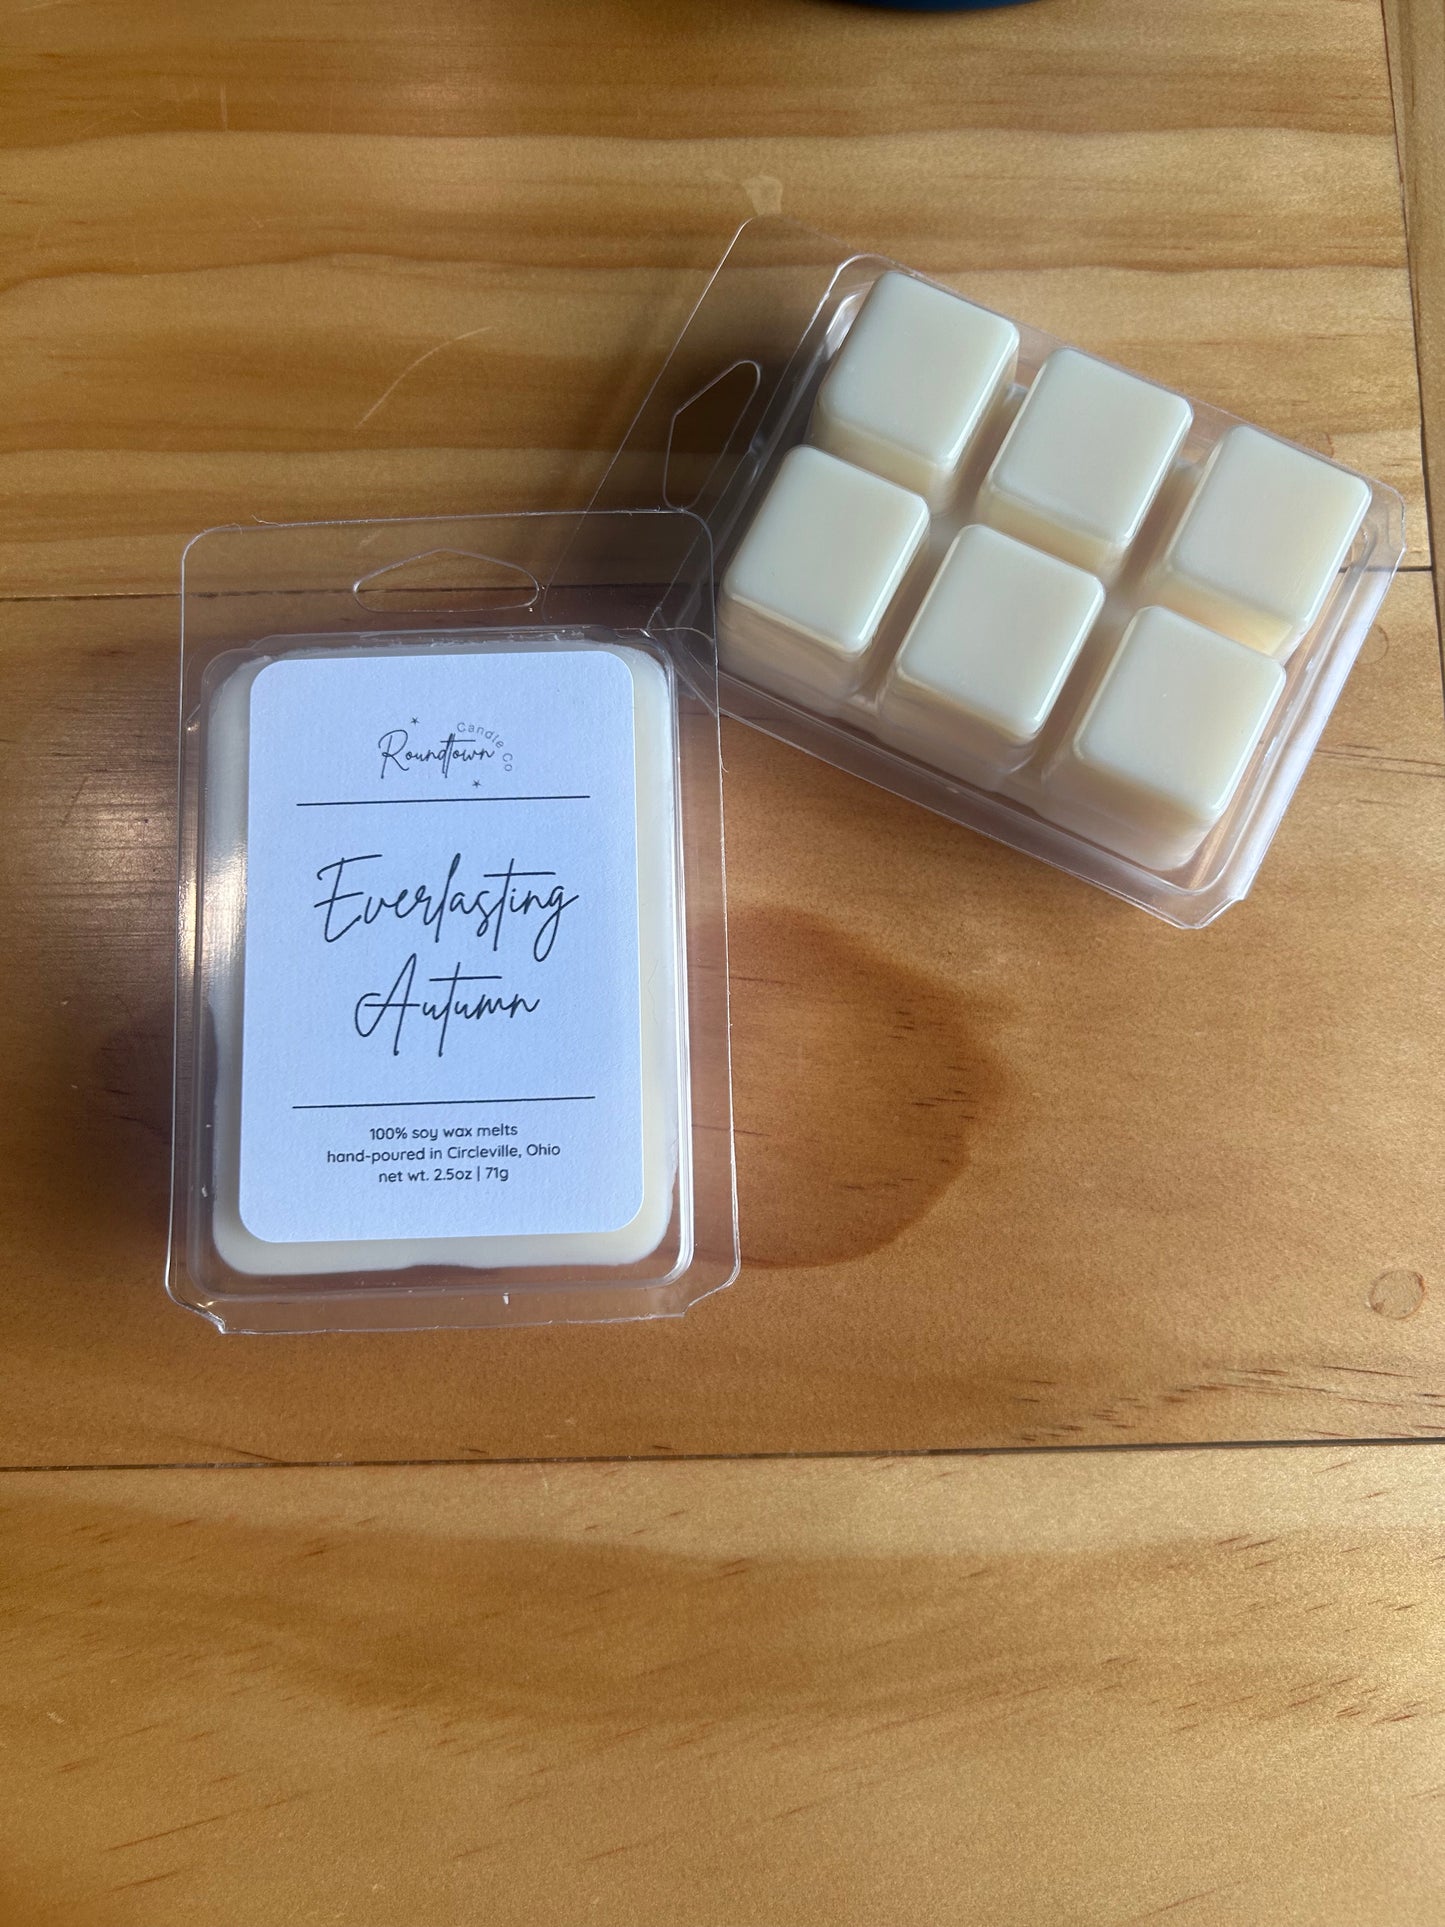 Roundtown Candle Co
Everlasting
Autumn
100% soy wax melts
hand-poured in Circleville, Ohio
net wt. 2.5oz | 71g